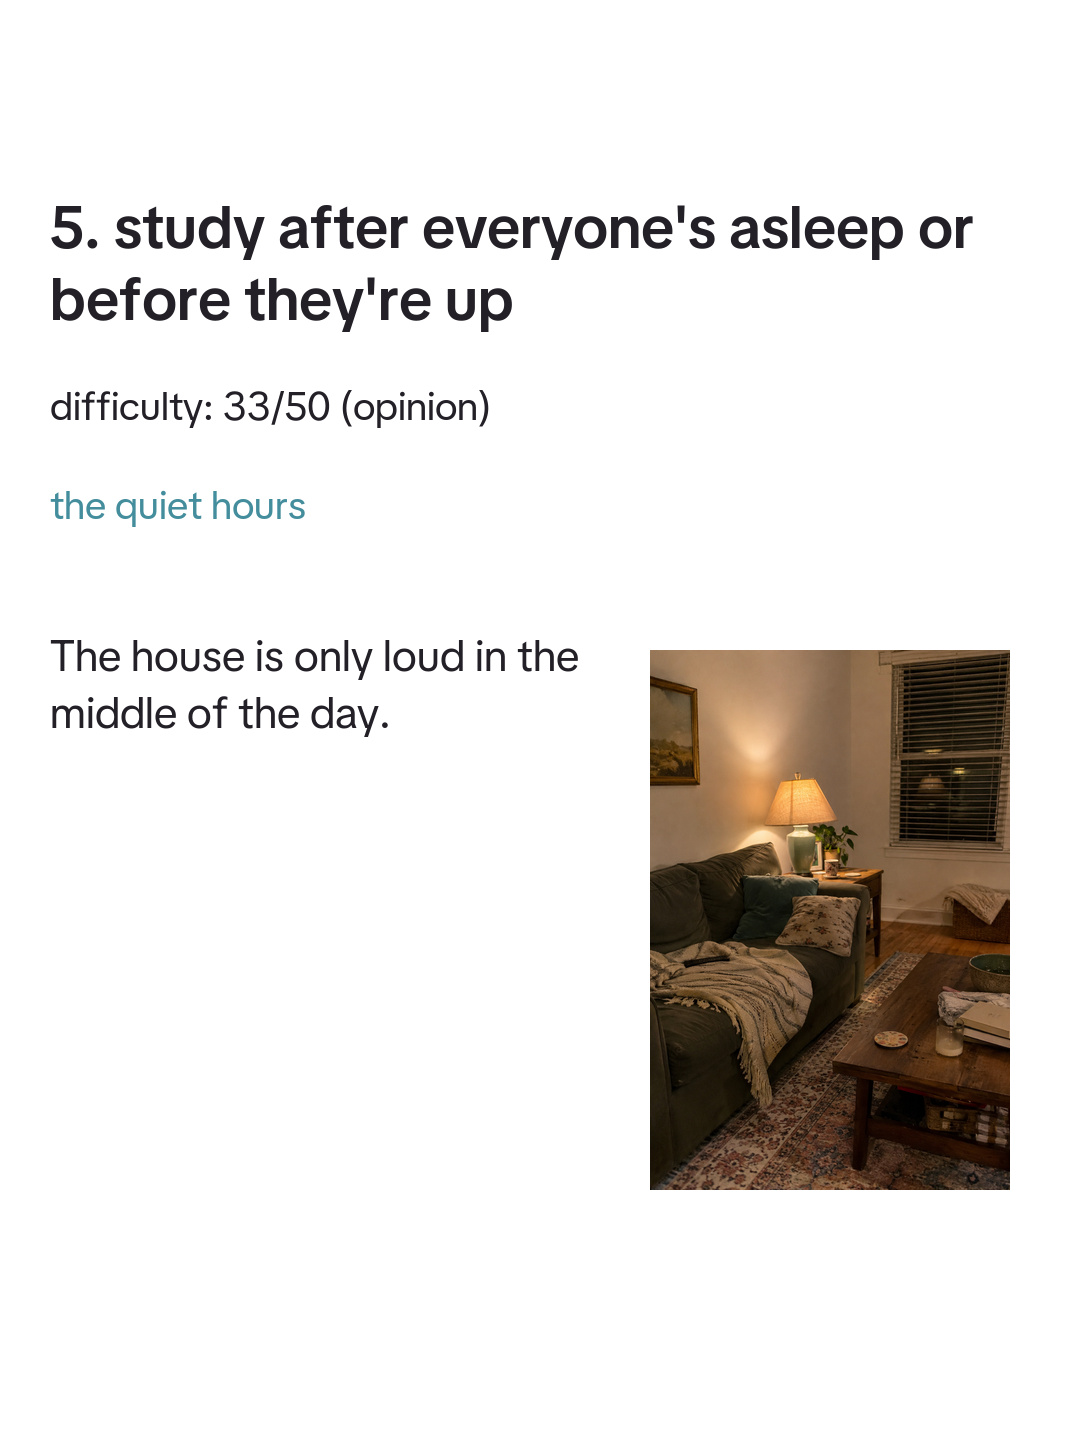 5. study after everyone's asleep or
before they're up
difficulty: 33/50 (opinion)
the quiet hours
The house is only loud in the
middle of the day.